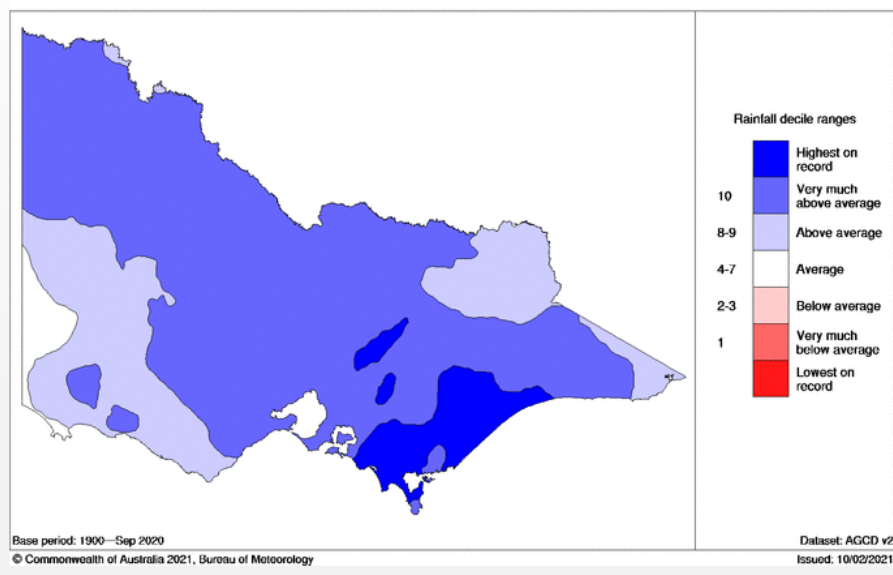 Rainfall decile ranges
Highest on
record
10
Very much
above average
8-9
Above average
4-7
Average
2-3
Below average
1
Very much
below average
Lowest on
record
Base period: 1900—Sep 2020
Dataset: AGCD v2
© Commonwealth of Australia 2021, Bureau of Meteorology
Issued: 10/02/2021